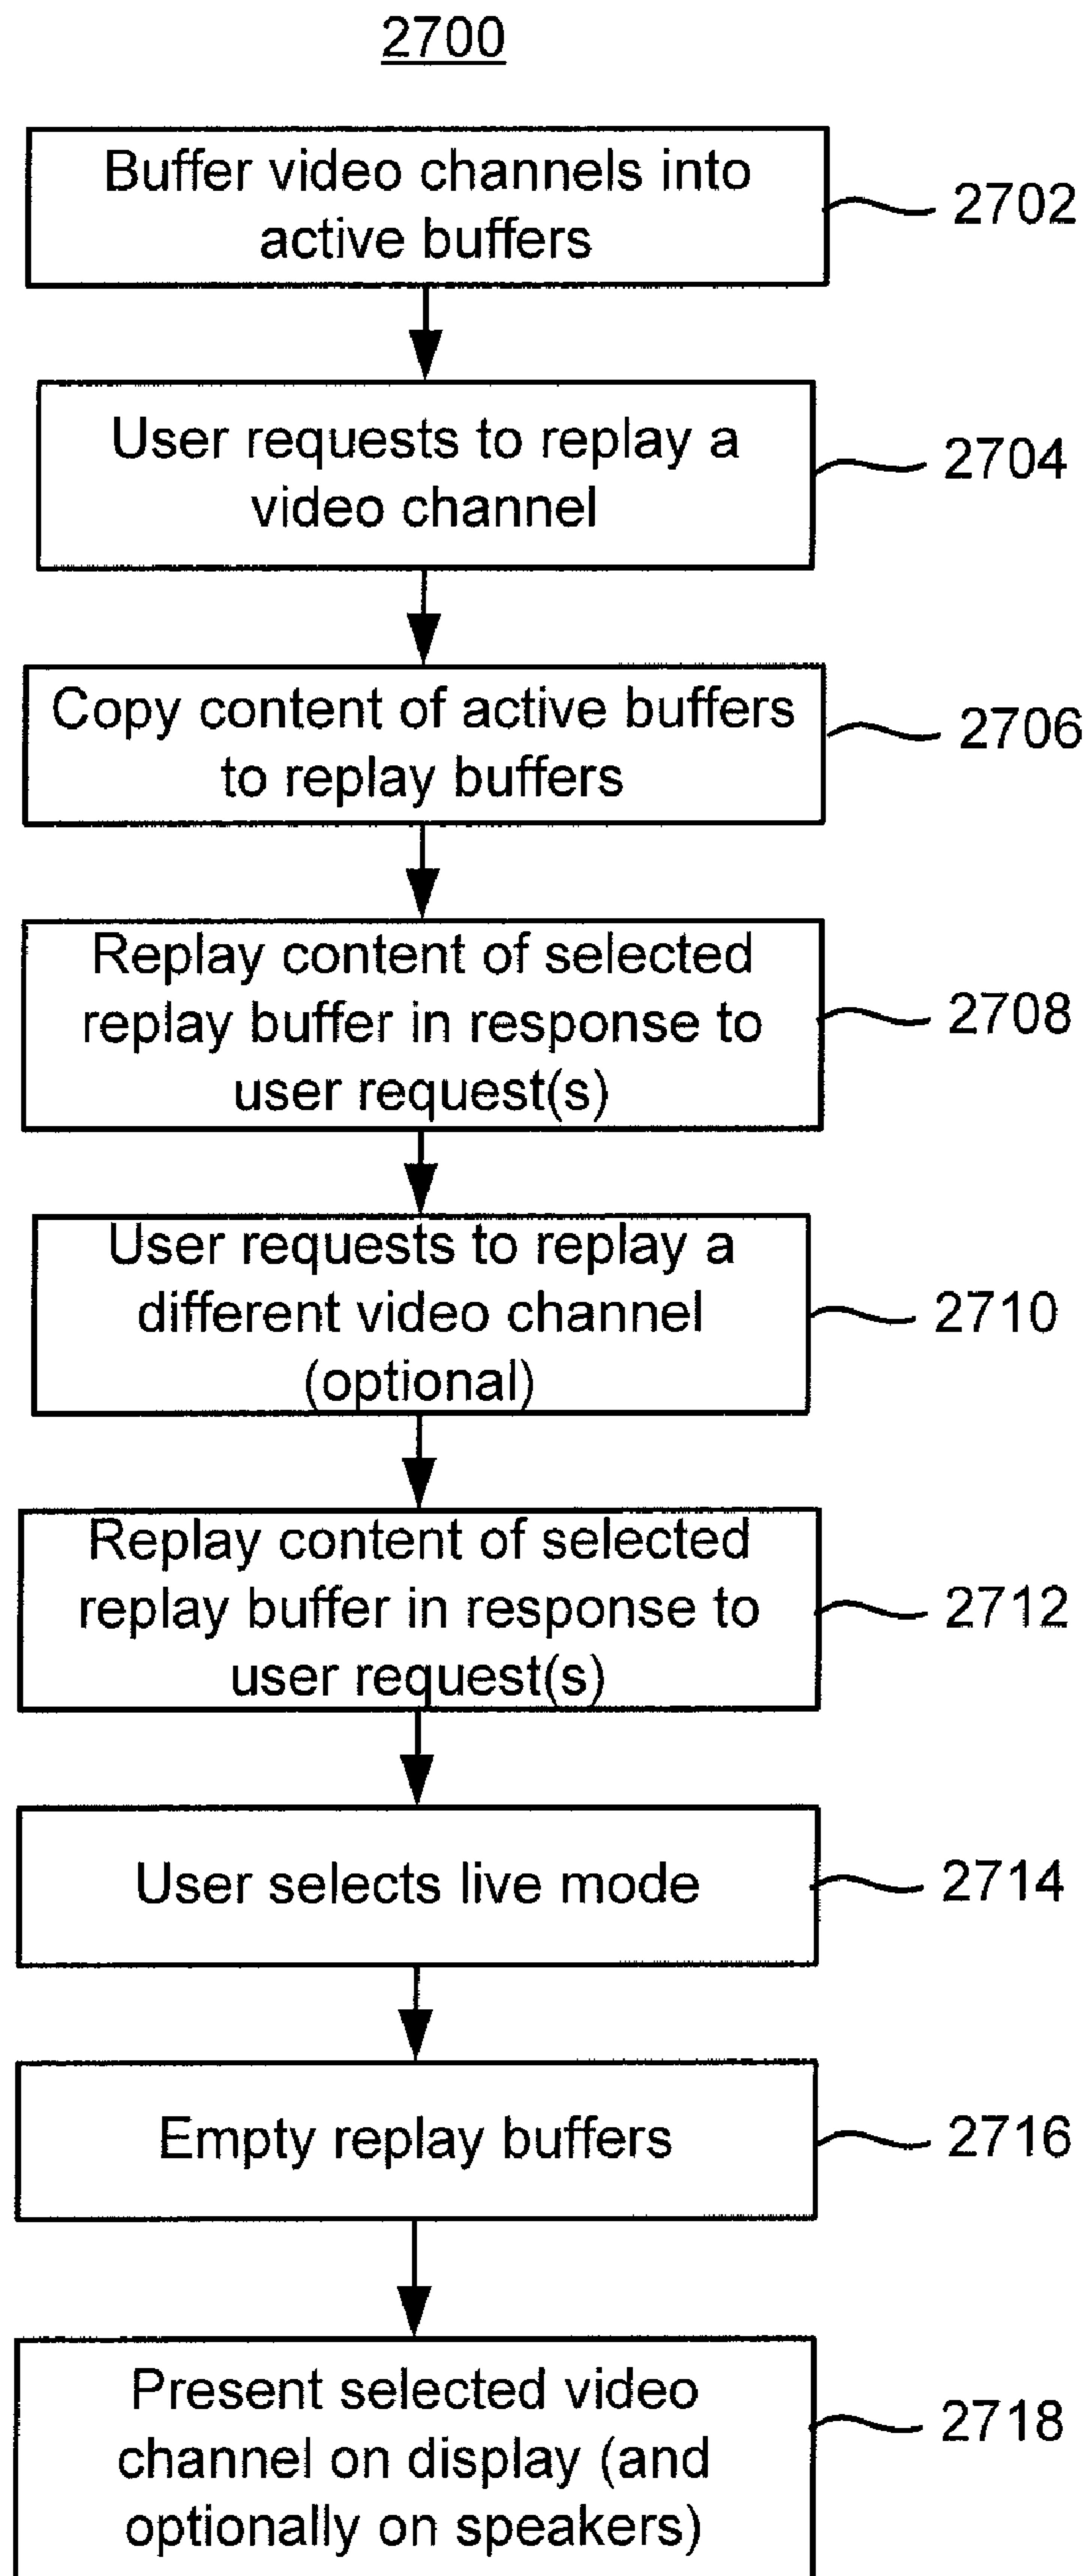 2700
Buffer video channels into
active buffers
2702
User requests to replay a
video channel
2704
Copy content of active buffers
to replay buffers
2706
Replay content of selected
replay buffer in response to
user request(s)
2708
User requests to replay a
different video channel
(optional)
2710
Replay content of selected
replay buffer in response to
user request(s)
2712
User selects live mode
2714
Empty replay buffers
2716
Present selected video
channel on display (and
optionally on speakers)
2718